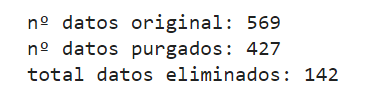 nº datos original: 569
nº datos purgados: 427
total datos eliminados: 142